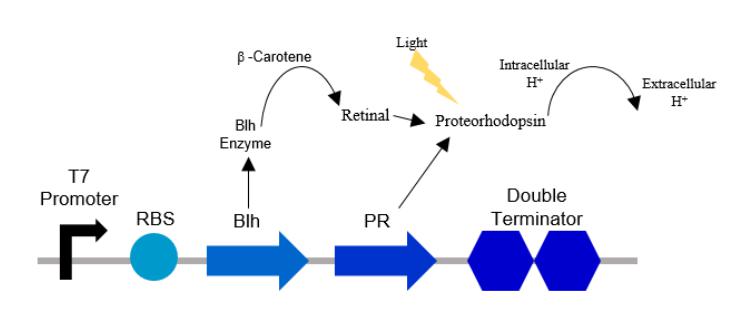 Light
β-Carotene
Intracellular
H⁺
Extracellular
H⁺
Retinal
Proteorhodopsin
Blh
Enzyme
T7
Promoter
RBS
Blh
PR
Double
Terminator